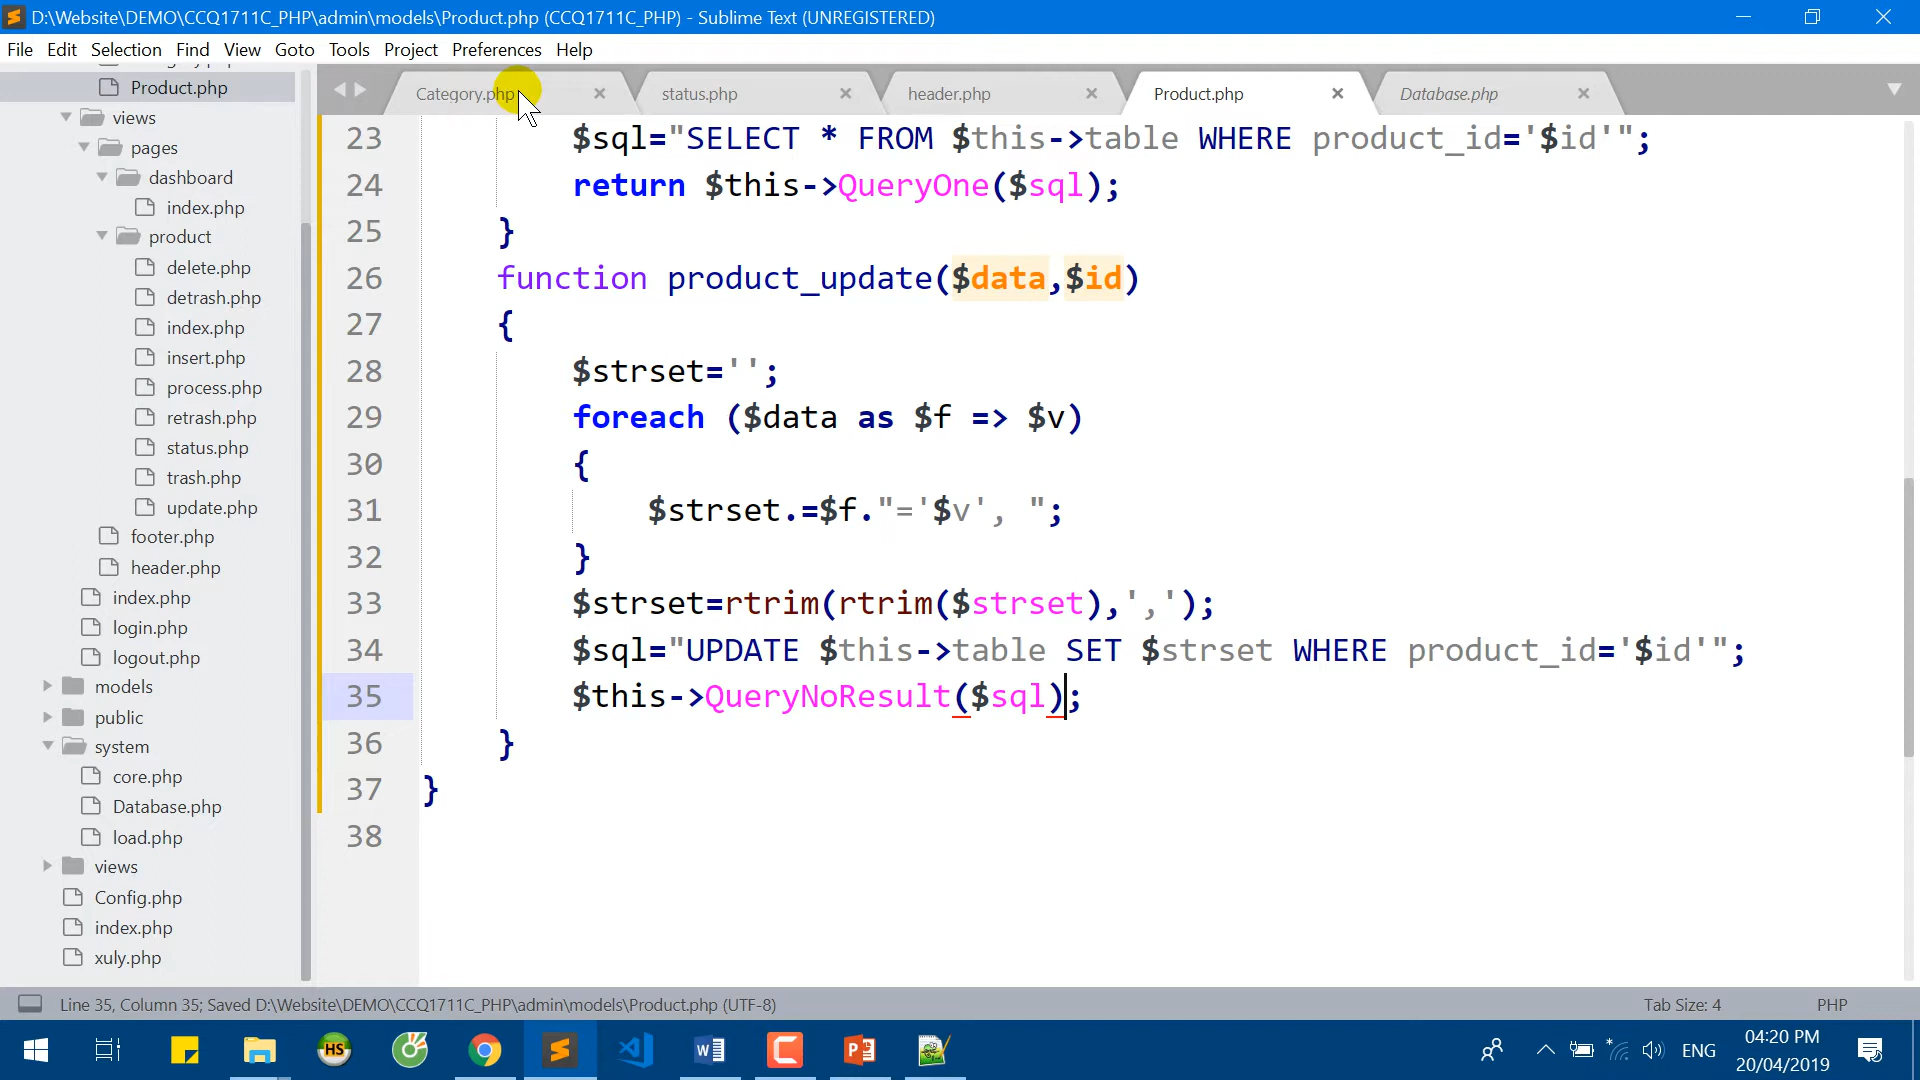 D:\Website\DEMO\CCQ1711C_PHP\admin\models\Product.php (CCQ1711C_PHP) - Sublime Text (UNREGISTERED)
File Edit Selection Find View Goto Tools Project Preferences Help
Product.php
views
pages
dashboard
index.php
product
delete.php
detrash.php
index.php
insert.php
process.php
retrash.php
status.php
trash.php
update.php
footer.php
header.php
index.php
login.php
logout.php
models
public
system
core.php
Database.php
load.php
views
Config.php
index.php
xuly.php
Category.php status.php header.php Product.php Database.php
23 $sql="SELECT * FROM $this->table WHERE product_id='$id'";
24 return $this->QueryOne($sql);
25 }
26 function product_update($data,$id)
27 {
28 $strset='';
29 foreach ($data as $f => $v)
30 {
31 $strset.=$f."='$v', ";
32 }
33 $strset=rtrim(rtrim($strset),',');
34 $sql="UPDATE $this->table SET $strset WHERE product_id='$id'";
35 $this->QueryNoResult($sql);
36 }
37 }
38
Line 35, Column 35; Saved D:\Website\DEMO\CCQ1711C_PHP\admin\models\Product.php (UTF-8) Tab Size: 4 PHP
HS
ENG
04:20 PM
20/04/2019